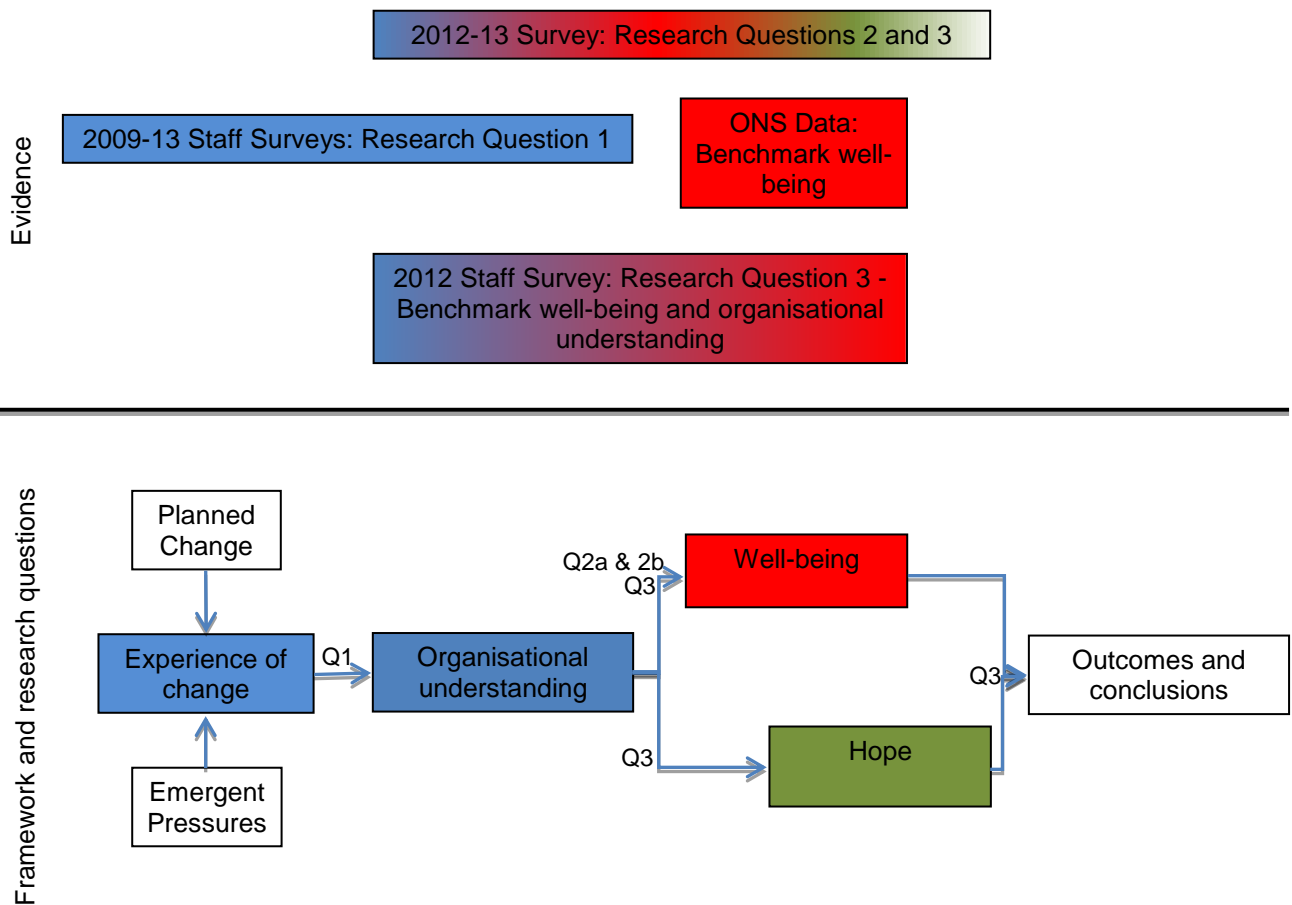 2012-13 Survey: Research Questions 2 and 3
Evidence
2009-13 Staff Surveys: Research Question 1
ONS Data:
Benchmark well-
being
2012 Staff Survey: Research Question 3 -
Benchmark well-being and organisational
understanding
Framework and research questions
Planned
Change
Q2a & 2b
Q3
Well-being
Experience of
change
Q1
Organisational
understanding
Q3
Outcomes and
conclusions
Q3
Hope
Emergent
Pressures